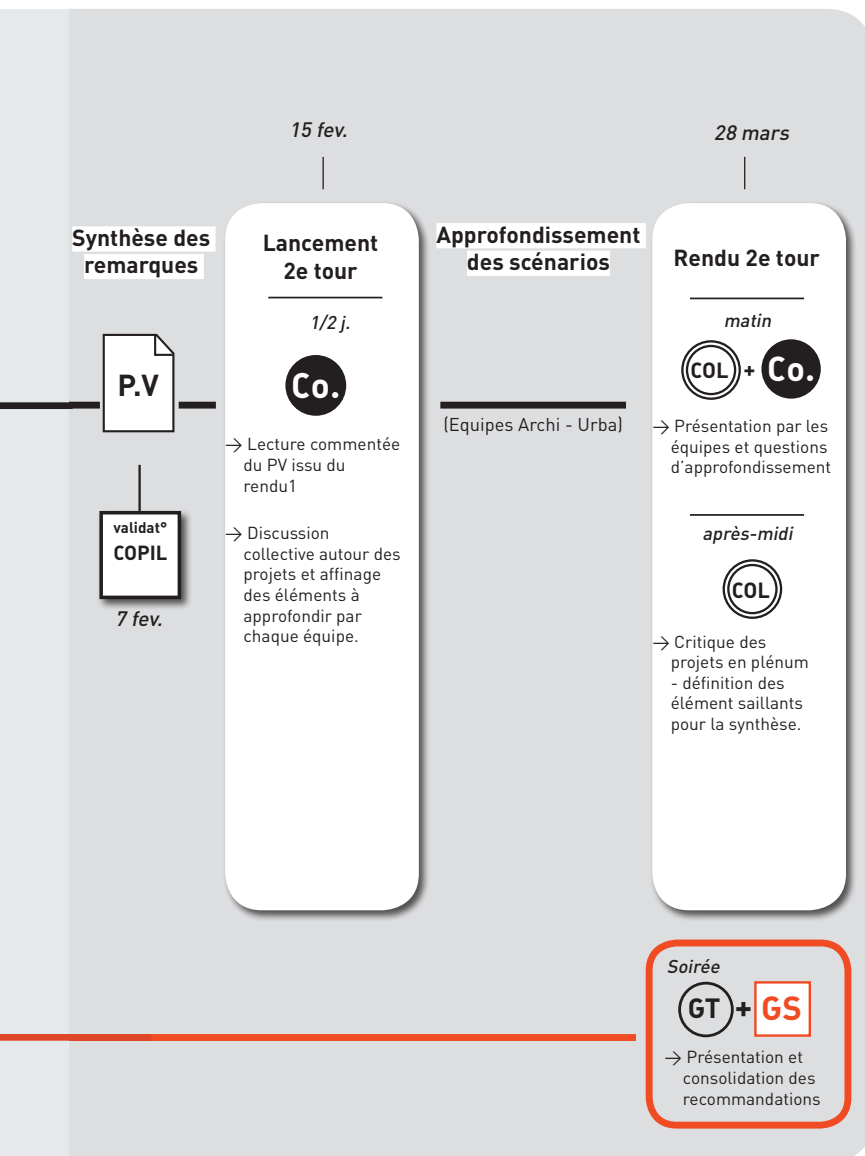 15 fev.
28 mars
Synthèse des
remarques
P.V
validat°
COPIL
7 fev.
Lancement
2e tour
1/2 j.
Co.
→ Lecture commentée
du PV issu du
rendu1
→ Discussion
collective autour des
projets et affinage
des éléments à
approfondir par
chaque équipe.
Approfondissement
des scénarios
(Equipes Archi - Urba)
Rendu 2e tour
matin
COL + Co.
→ Présentation par les
équipes et questions
d'approfondissement
après-midi
COL
→ Critique des
projets en plénum
- définition des
élément saillants
pour la synthèse.
Soirée
GT + GS
→ Présentation et
consolidation des
recommandations